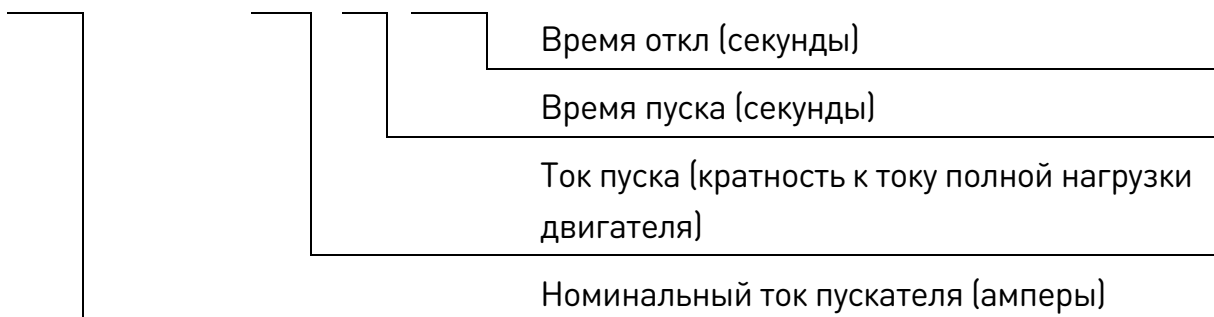 Время откл (секунды)
Время пуска (секунды)
Ток пуска (кратность к току полной нагрузки
двигателя)
Номинальный ток пускателя (амперы)